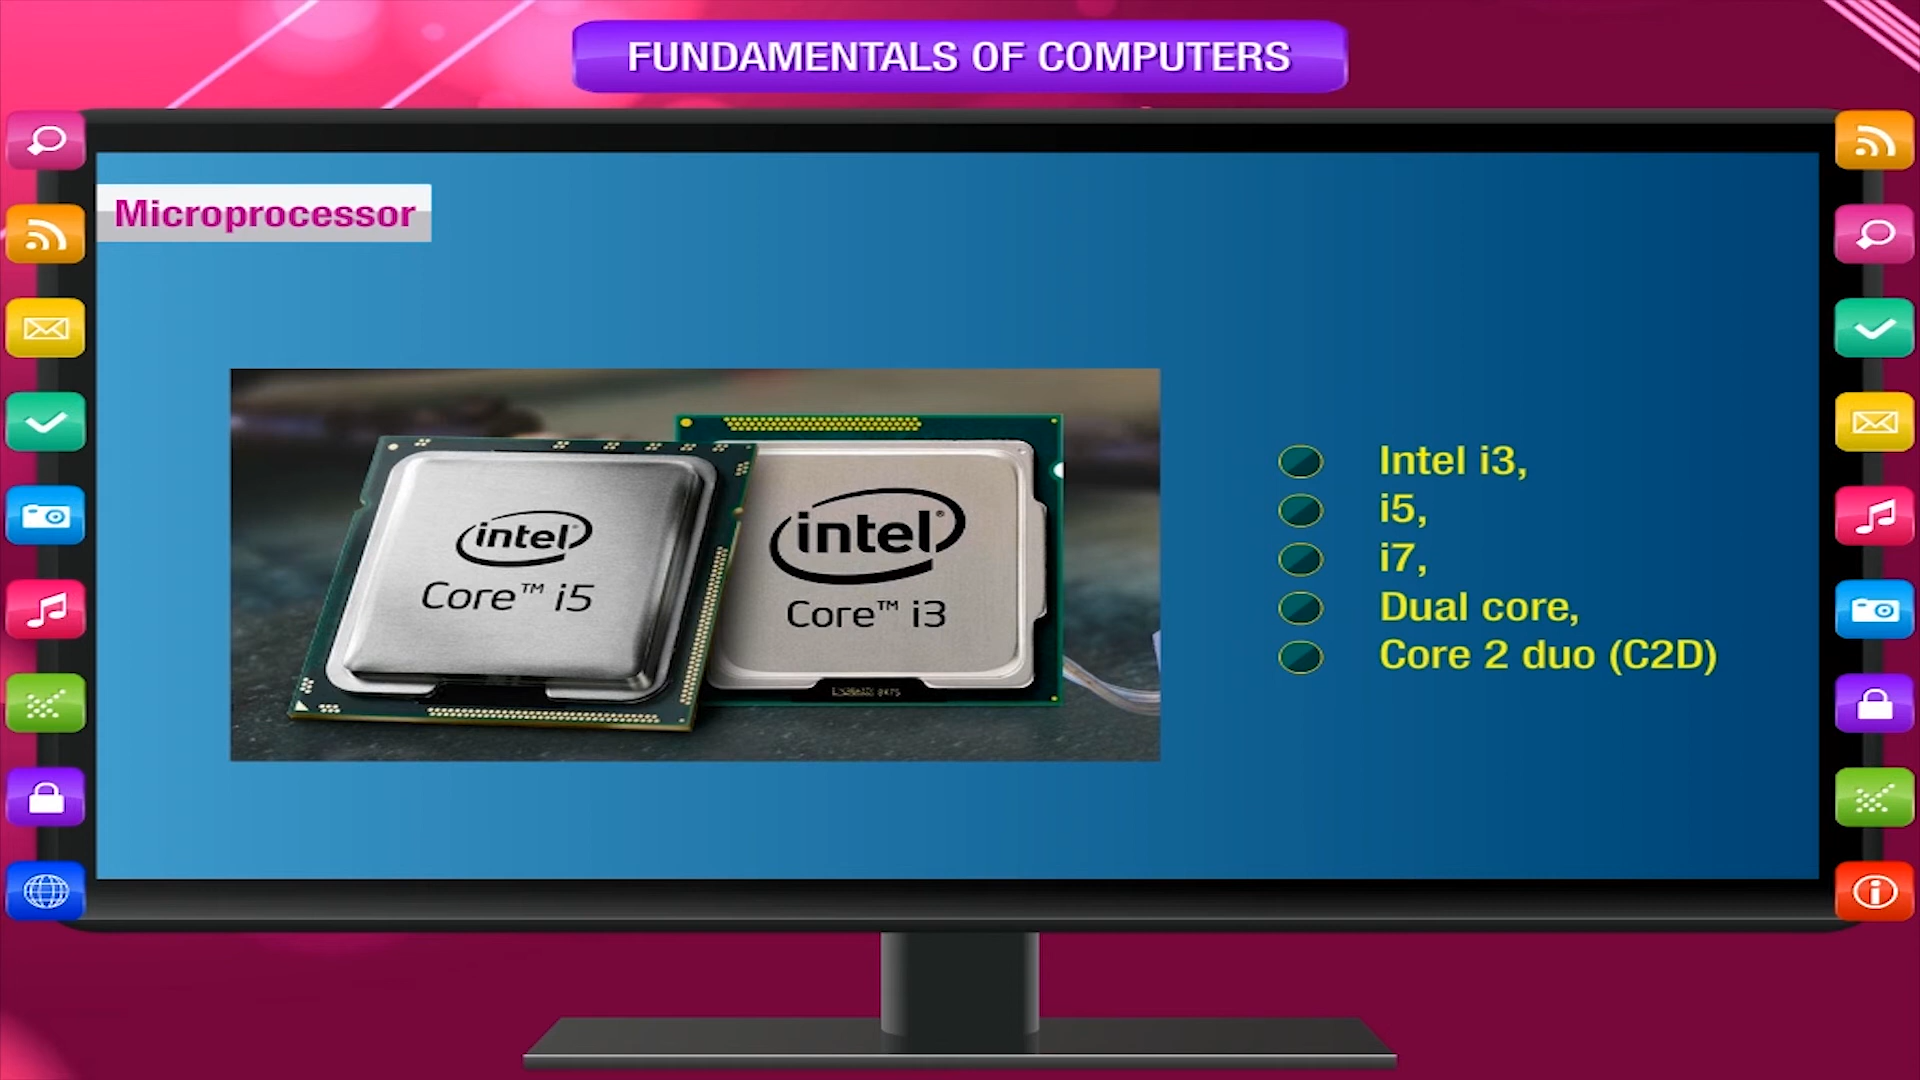 FUNDAMENTALS OF COMPUTERS
Microprocessor
intel®
Core™ i5
intel®
Core™ i3
Intel i3,
i5,
i7,
Dual core,
Core 2 duo (C2D)